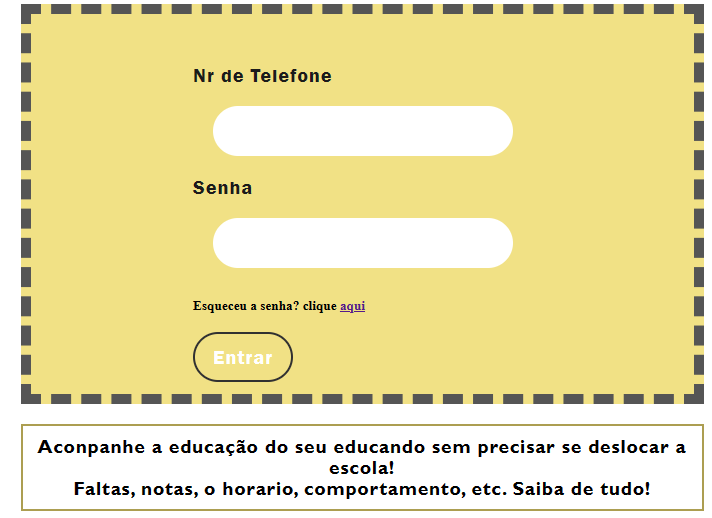 Nr de Telefone
Senha
Esqueceu a senha? clique aqui
Entrar
Aconpanhe a educação do seu educando sem precisar se deslocar a
escola!
Faltas, notas, o horario, comportamento, etc. Saiba de tudo!